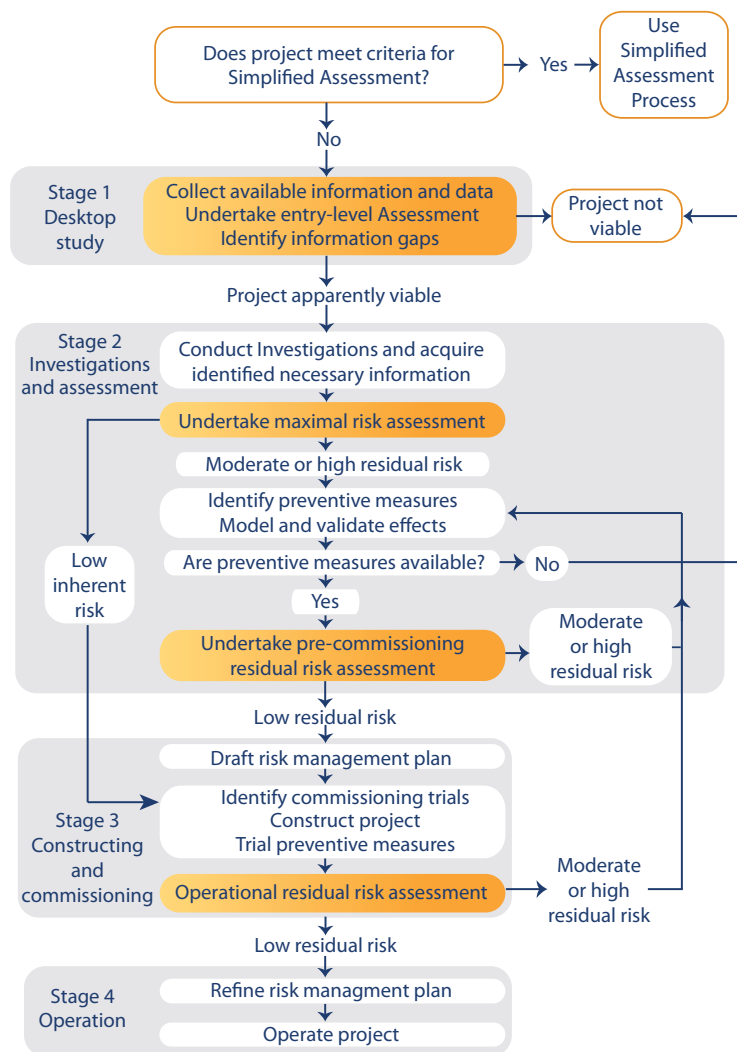 Does project meet criteria for
Simplified Assessment?
Yes
Use
Simplified
Assessment
Process
No
Stage 1
Desktop
study
Collect available information and data
Undertake entry-level Assessment
Identify information gaps
Project not
viable
Project apparently viable
Stage 2
Investigations
and assessment
Conduct Investigations and acquire
identified necessary information
Undertake maximal risk assessment
Moderate or high residual risk
Identify preventive measures
Model and validate effects
Low
inherent
risk
Are preventive measures available?
No
Yes
Undertake pre-commissioning
residual risk assessment
Moderate
or high
residual risk
Low residual risk
Stage 3
Constructing
and
commissioning
Draft risk management plan
Identify commissioning trials
Construct project
Trial preventive measures
Operational residual risk assessment
Moderate
or high
residual risk
Low residual risk
Stage 4
Operation
Refine risk managment plan
Operate project